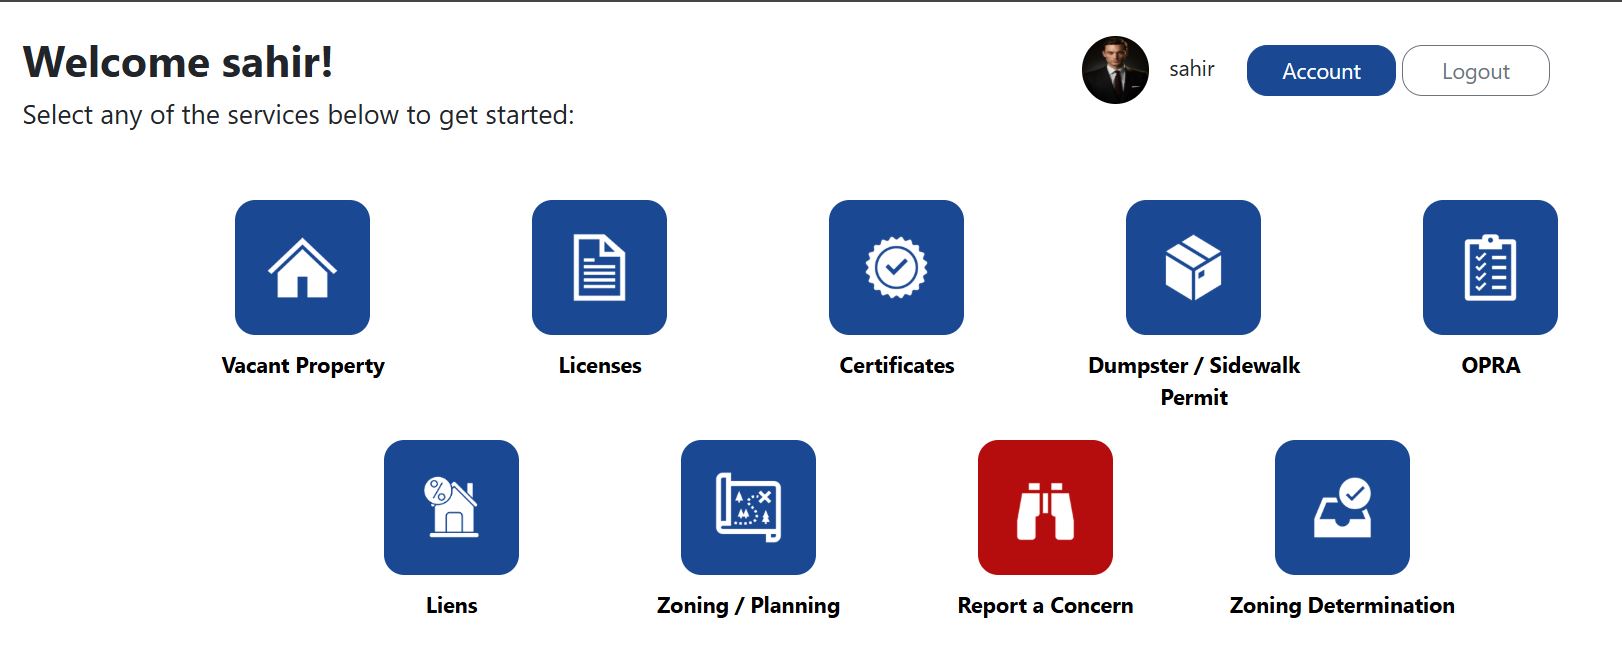 Welcome sahir!
sahir
Account
Logout
Select any of the services below to get started:
Vacant Property
Licenses
Certificates
Dumpster / Sidewalk
Permit
OPRA
Liens
Zoning / Planning
Report a Concern
Zoning Determination